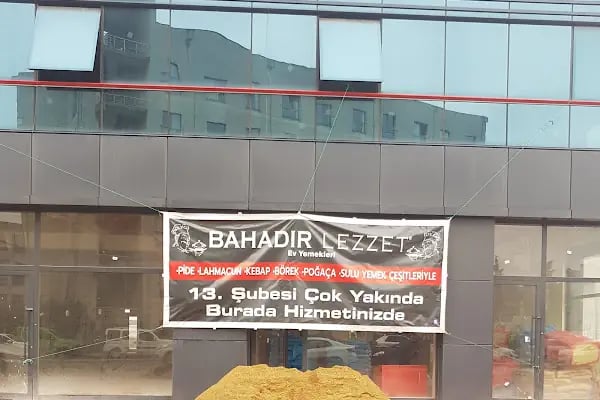 BAHADIR LEZZET
Ev Yemekleri
-PİDE -LAHMACUN -KEBAP -BÖREK -POĞAÇA -SULU YEMEK ÇEŞİTLERİYLE
13. Şubesi Çok Yakında
Burada Hizmetinizde